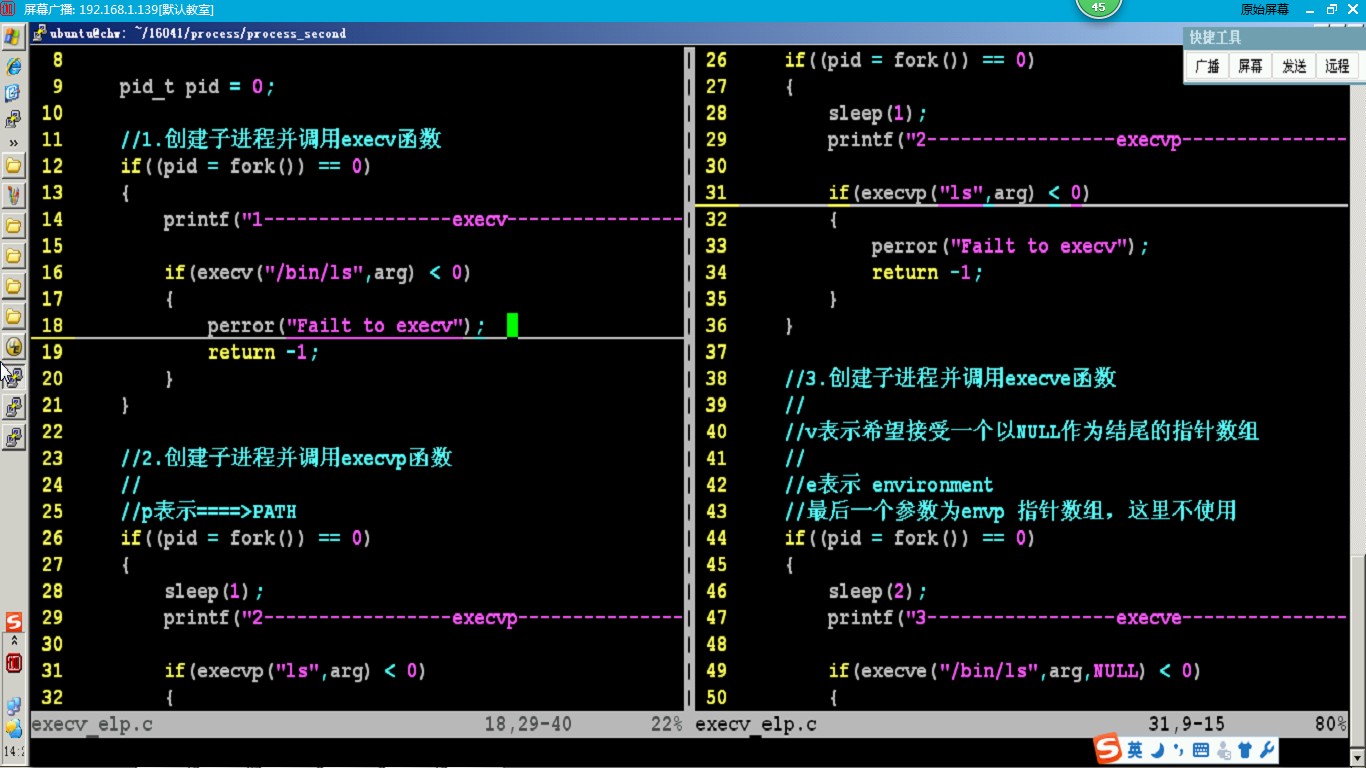 屏幕广播: 192.168.1.139[默认教室]
45
原始屏幕
ubuntu@chw: ~/16041/process/process_second
快捷工具
广播 屏幕 发送 远程
8
9 pid_t pid = 0;
10
11 //1.创建子进程并调用execv函数
12 if((pid = fork()) == 0)
13 {
14 printf("1-----------------execv----------------
15
16 if(execv("/bin/ls",arg) < 0)
17 {
18 perror("Failt to execv");
19 return -1;
20 }
21 }
22
23 //2.创建子进程并调用execvp函数
24 //
25 //p表示====>PATH
26 if((pid = fork()) == 0)
27 {
28 sleep(1);
29 printf("2-----------------execvp---------------
30
31 if(execvp("ls",arg) < 0)
32 {
execv_elp.c 18,29-40 22%
26 if((pid = fork()) == 0)
27 {
28 sleep(1);
29 printf("2-----------------execvp---------------
30
31 if(execvp("ls",arg) < 0)
32 {
33 perror("Failt to execv");
34 return -1;
35 }
36 }
37
38 //3.创建子进程并调用execve函数
39 //
40 //v表示希望接受一个以NULL作为结尾的指针数组
41 //
42 //e表示 environment
43 //最后一个参数为envp 指针数组，这里不使用
44 if((pid = fork()) == 0)
45 {
46 sleep(2);
47 printf("3-----------------execve---------------
48
49 if(execve("/bin/ls",arg,NULL) < 0)
50 {
execv_elp.c 31,9-15 80%
英